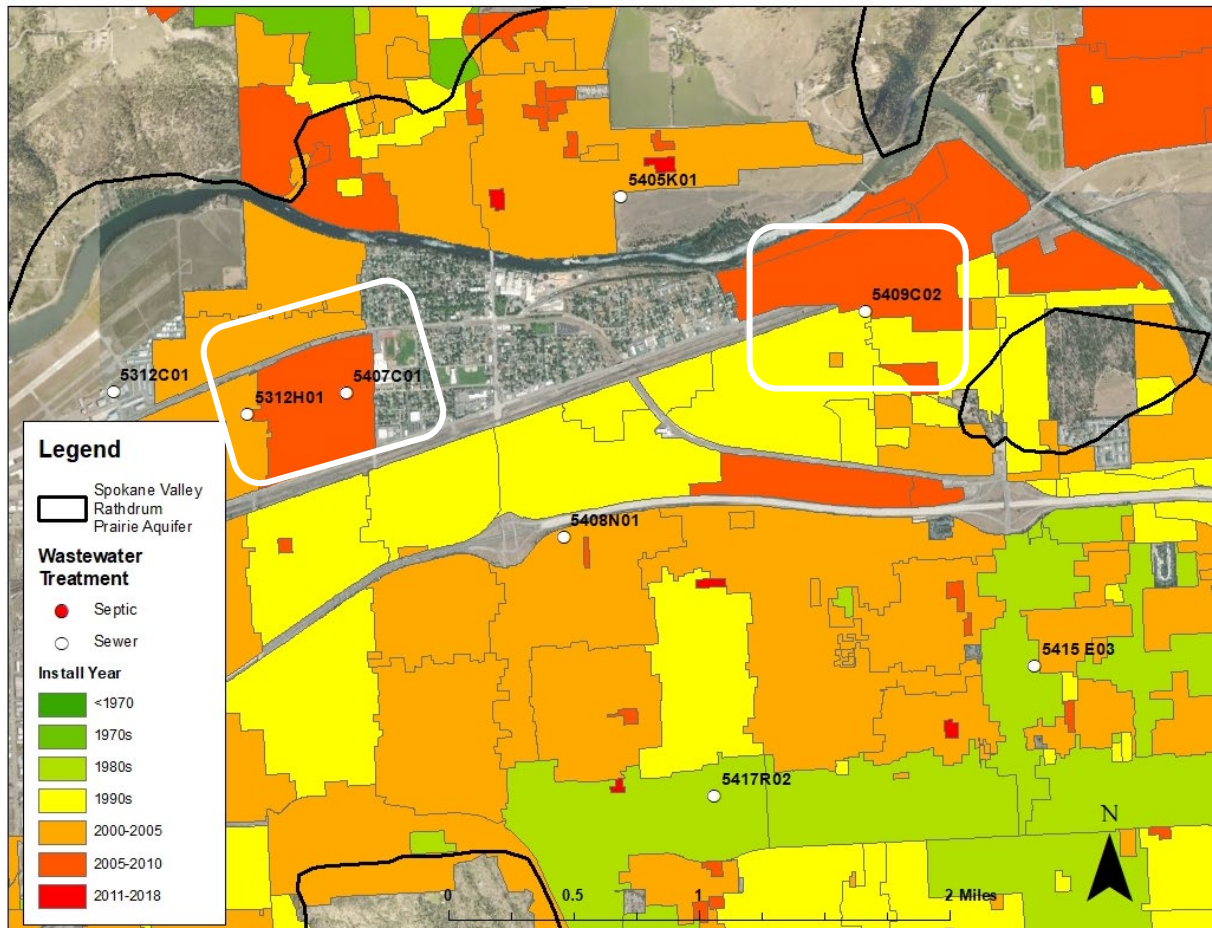 5405K01
5409C02
5312C01
5407C01
5312H01
Legend
Spokane Valley
Rathdrum
Prairie Aquifer
Wastewater
Treatment
Septic
Sewer
Install Year
<1970
1970s
1980s
1990s
2000-2005
2005-2010
2011-2018
5408N01
5415 E03
5417R02
N
0 0.5 1 2 Miles